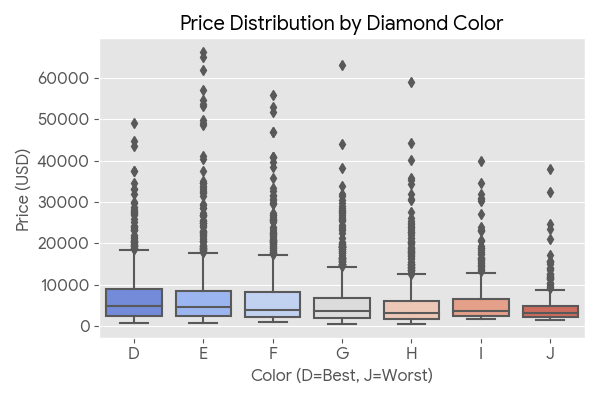 Price Distribution by Diamond Color
Price (USD)
60000
50000
40000
30000
20000
10000
0
D E F G H I J
Color (D=Best, J=Worst)